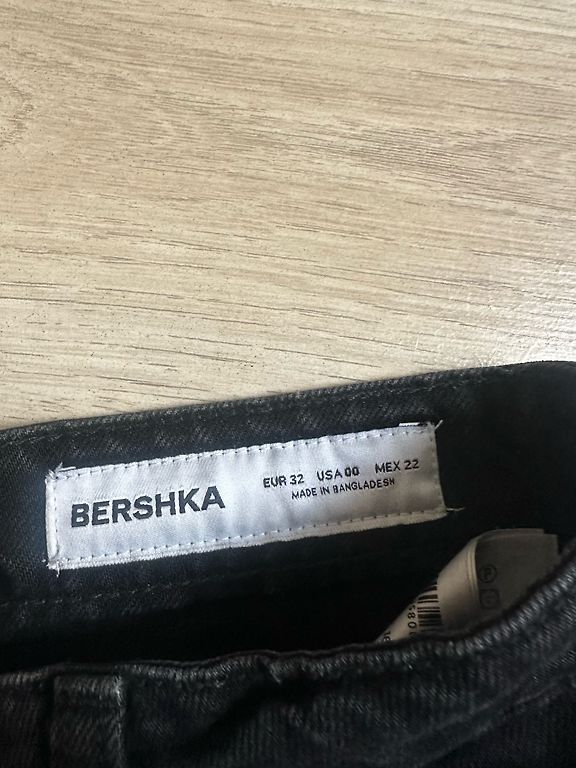 BERSHKA
EUR 32 USA 00 MEX 22
MADE IN BANGLADESH